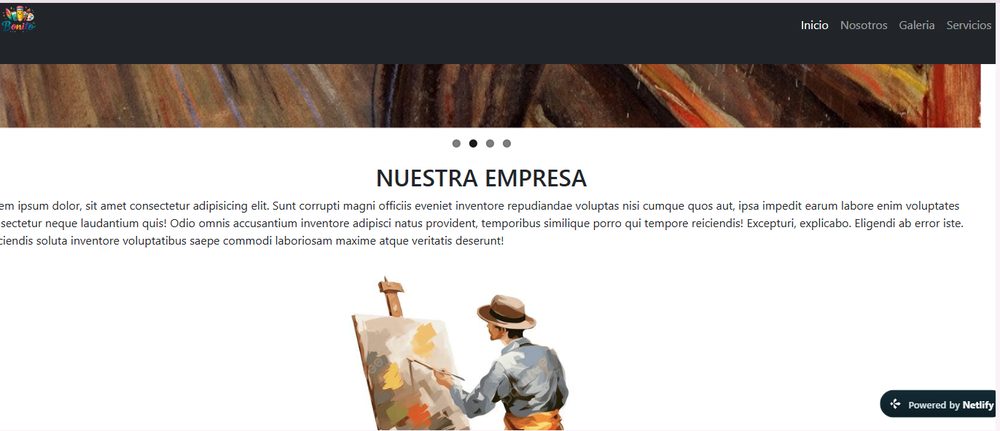 Bonito
Inicio Nosotros Galeria Servicios
NUESTRA EMPRESA
em ipsum dolor, sit amet consectetur adipisicing elit. Sunt corrupti magni officiis eveniet inventore repudiandae voluptas nisi cumque quos aut, ipsa impedit earum labore enim voluptates
sectetur neque laudantium quis! Odio omnis accusantium inventore adipisci natus provident, temporibus similique porro qui tempore reiciendis! Excepturi, explicabo. Eligendi ab error iste.
ciendis soluta inventore voluptatibus saepe commodi laboriosam maxime atque veritatis deserunt!
Powered by Netlify